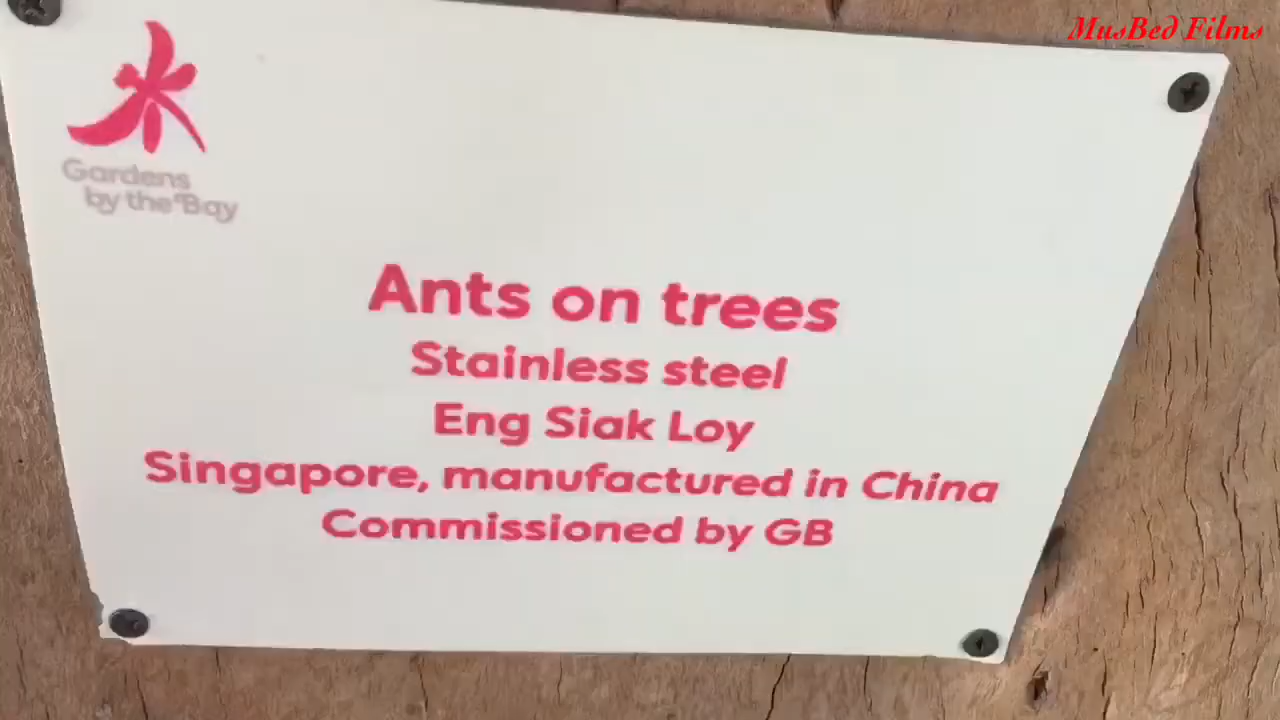 MusBed Films
Gardens
by the Bay
Ants on trees
Stainless steel
Eng Siak Loy
Singapore, manufactured in China
Commissioned by GB